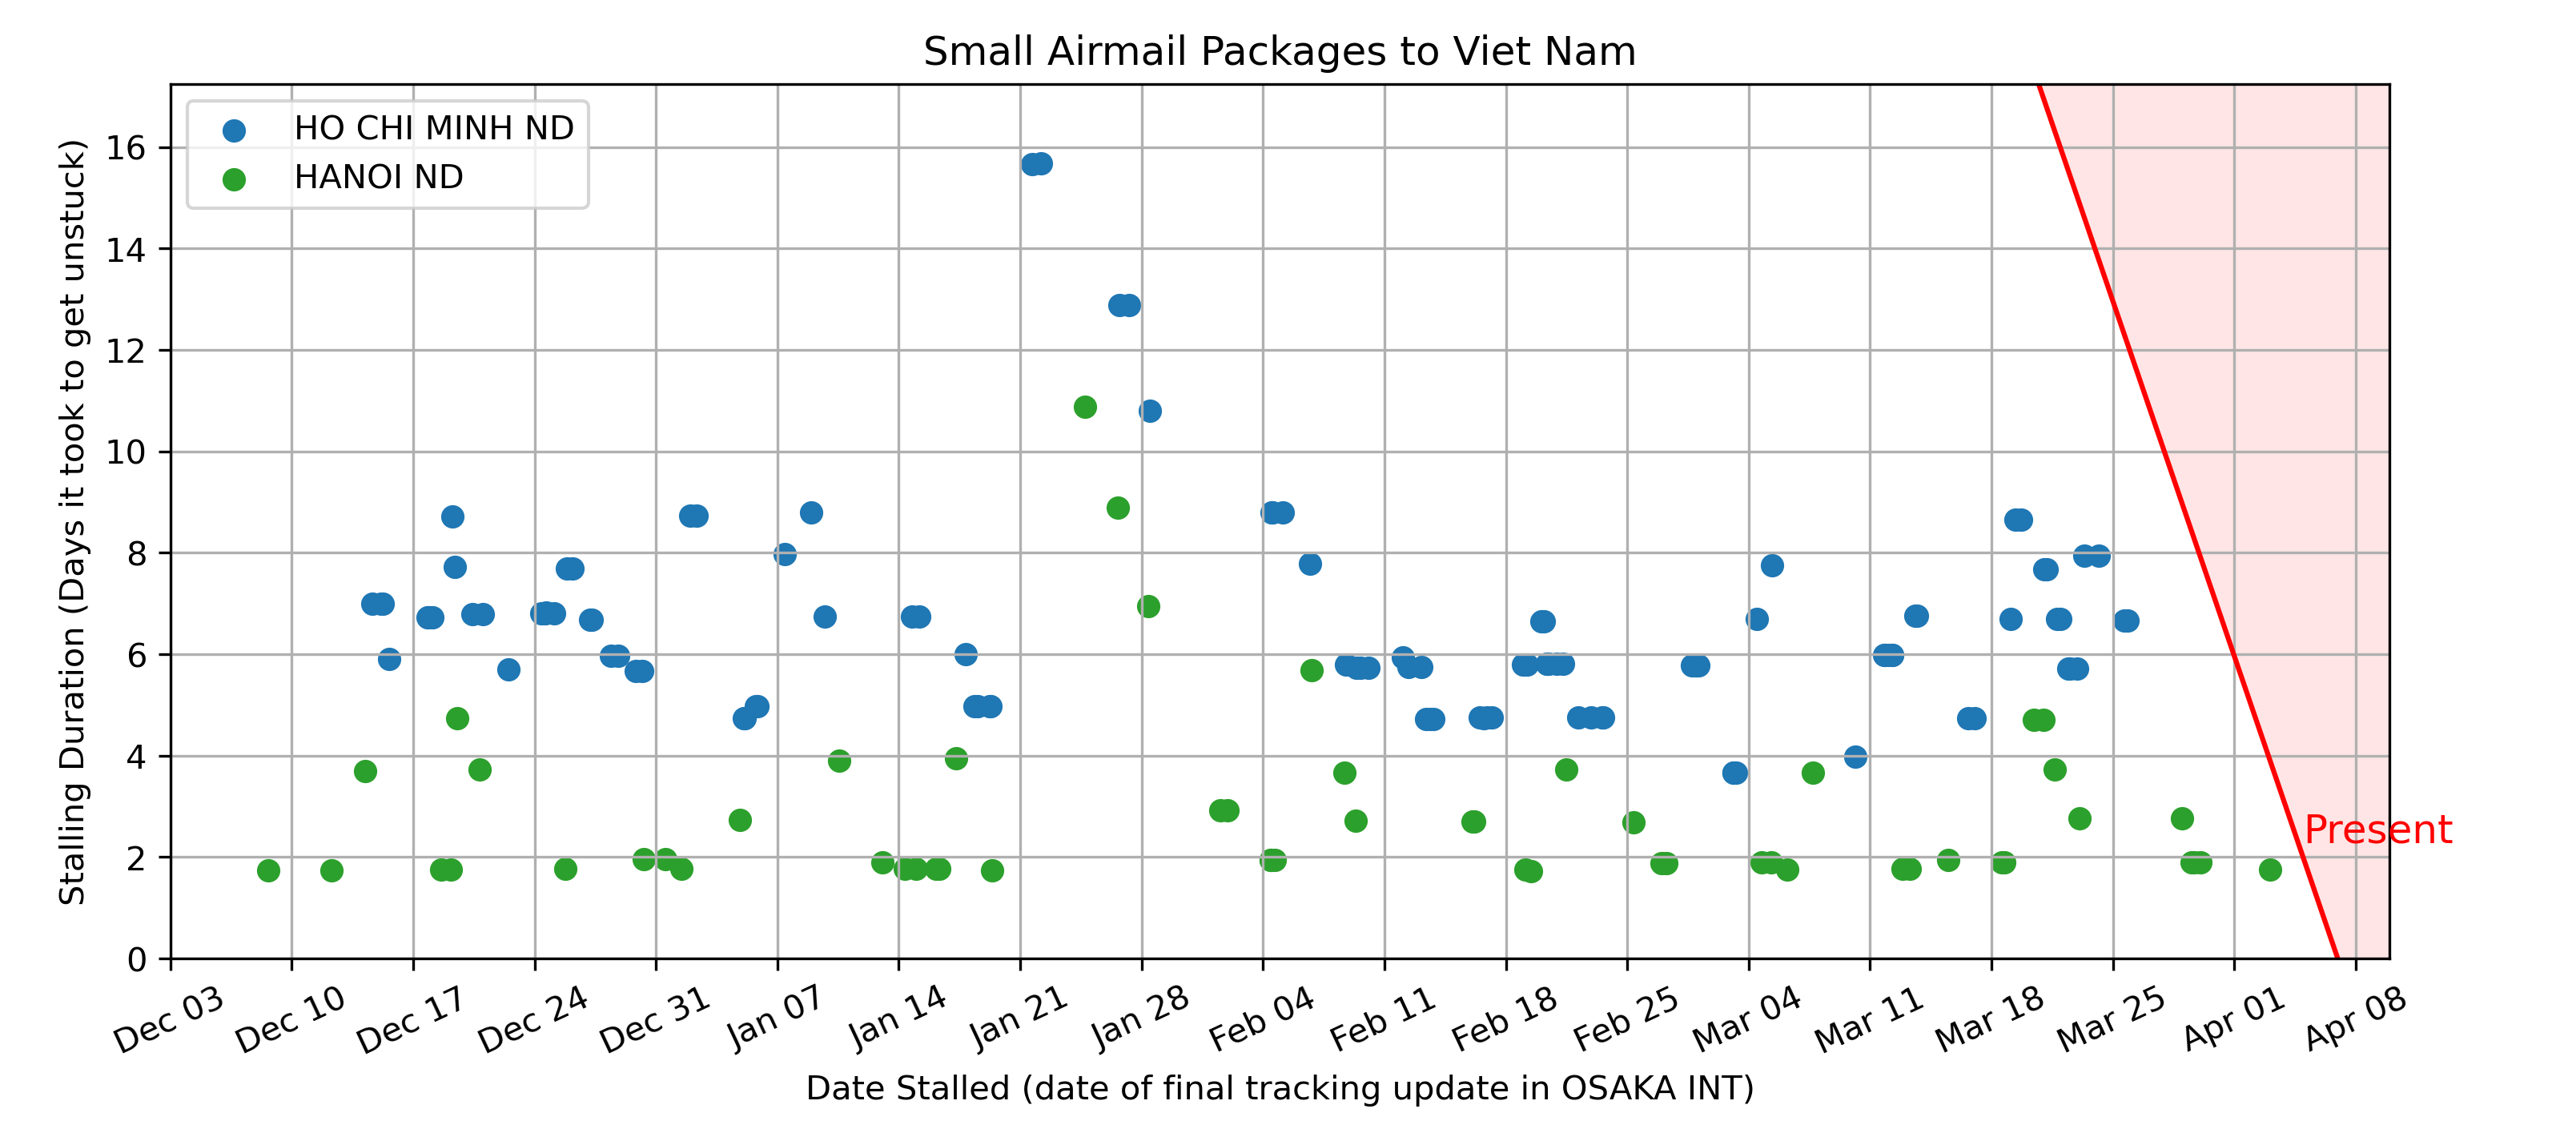 Small Airmail Packages to Viet Nam
HO CHI MINH ND
HANOI ND
Stalling Duration (Days it took to get unstuck)
16
14
12
10
8
6
4
2
0
Present
Dec 03
Dec 10
Dec 17
Dec 24
Dec 31
Jan 07
Jan 14
Jan 21
Jan 28
Feb 04
Feb 11
Feb 18
Feb 25
Mar 04
Mar 11
Mar 18
Mar 25
Apr 01
Apr 08
Date Stalled (date of final tracking update in OSAKA INT)